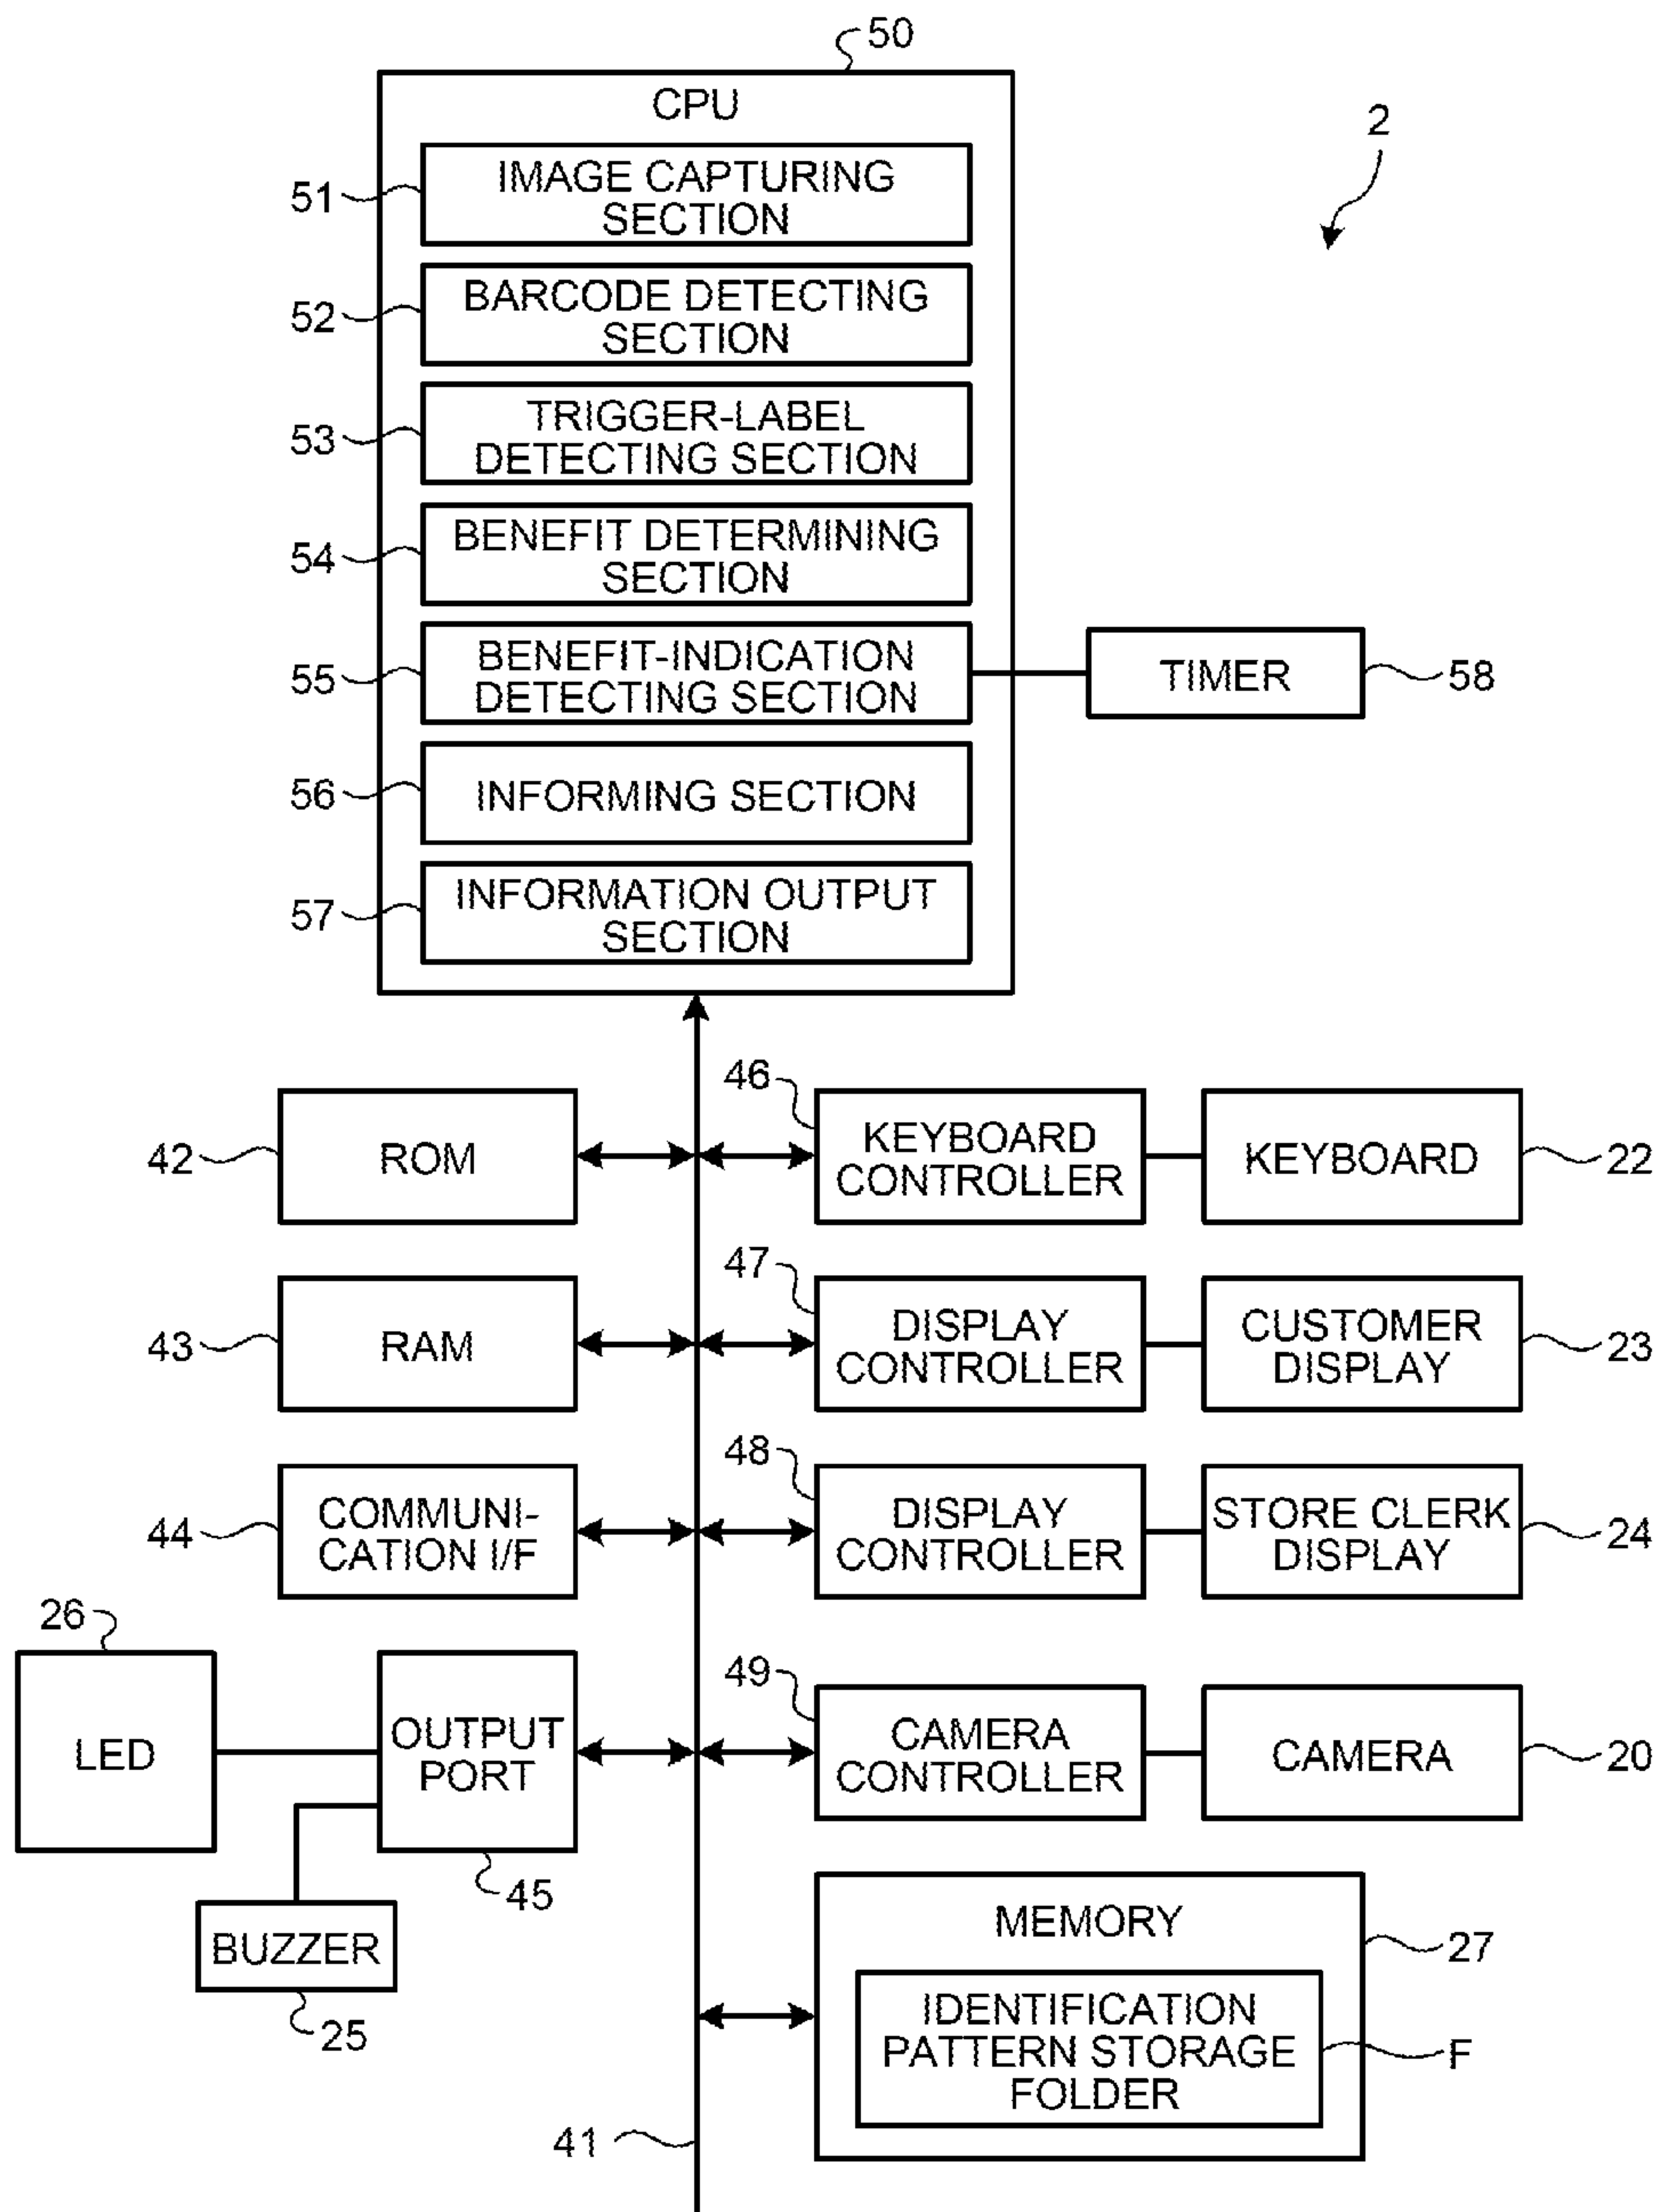 50
CPU
2
51
IMAGE CAPTURING
SECTION
52
BARCODE DETECTING
SECTION
53
TRIGGER-LABEL
DETECTING SECTION
54
BENEFIT DETERMINING
SECTION
55
BENEFIT-INDICATION
DETECTING SECTION
TIMER
58
56
INFORMING SECTION
57
INFORMATION OUTPUT
SECTION
42
ROM
46
KEYBOARD
CONTROLLER
KEYBOARD
22
43
RAM
47
DISPLAY
CONTROLLER
CUSTOMER
DISPLAY
23
44
COMMUNI-
CATION I/F
48
DISPLAY
CONTROLLER
STORE CLERK
DISPLAY
24
26
LED
OUTPUT
PORT
45
BUZZER
25
49
CAMERA
CONTROLLER
CAMERA
20
MEMORY
27
IDENTIFICATION
PATTERN STORAGE
FOLDER
F
41